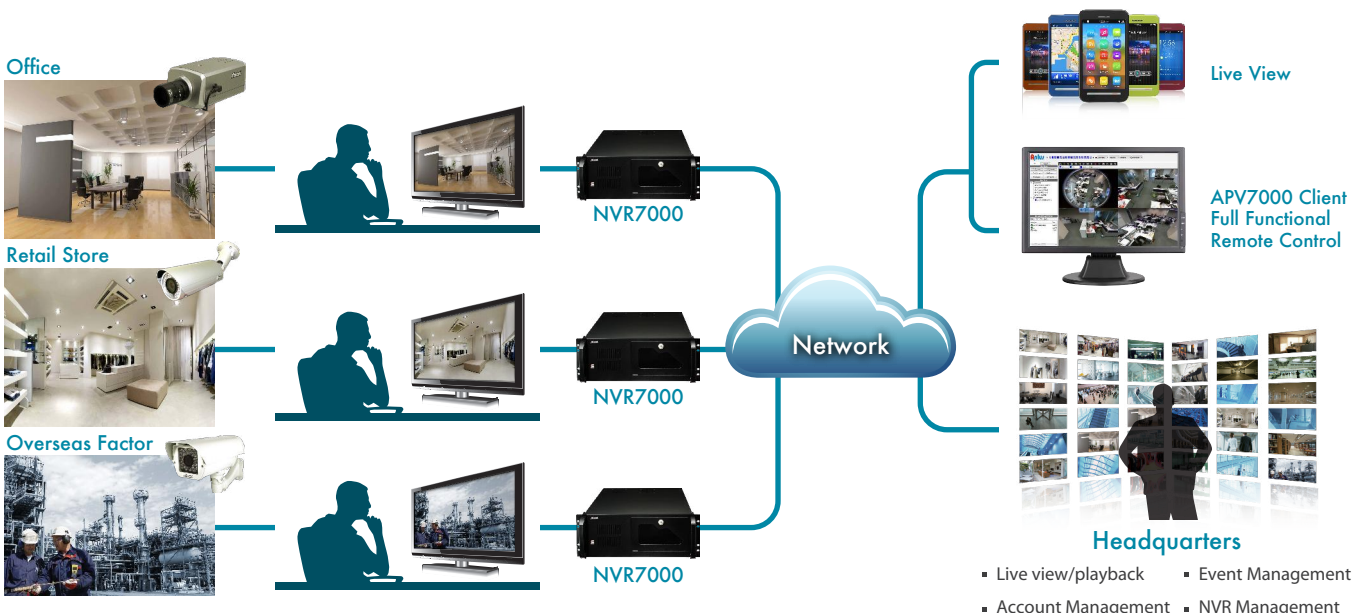 Office
NVR7000
Retail Store
NVR7000
Overseas Factor
NVR7000
Network
Live View
APV7000 Client
Full Functional
Remote Control
Headquarters
▪ Live view/playback ▪ Event Management
▪ Account Management ▪ NVR Management